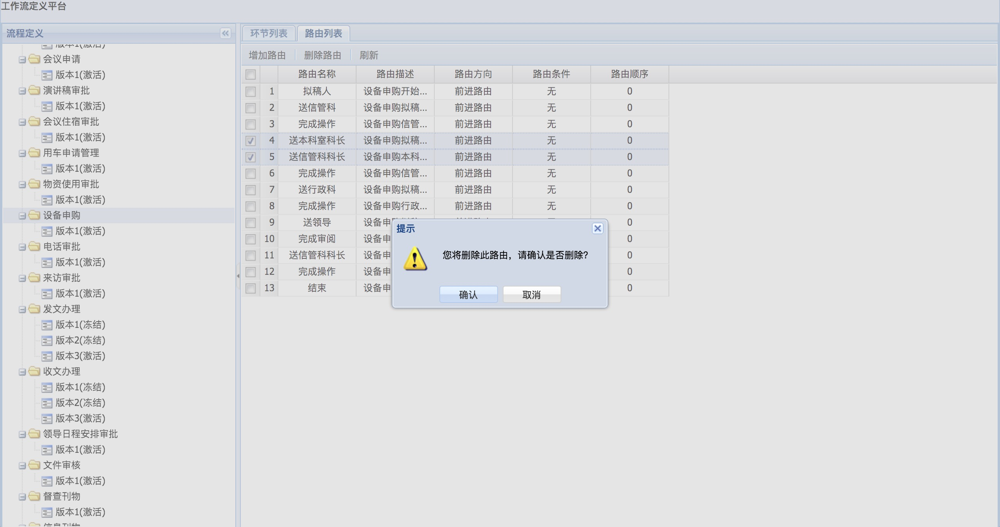 工作流定义平台
流程定义
版本1(激活)
会议申请
版本1(激活)
演讲稿审批
版本1(激活)
会议住宿审批
版本1(激活)
用车申请管理
版本1(激活)
物资使用审批
版本1(激活)
设备申购
版本1(激活)
电话审批
版本1(激活)
来访审批
版本1(激活)
发文办理
版本1(冻结)
版本2(冻结)
版本3(激活)
收文办理
版本1(冻结)
版本2(冻结)
版本3(激活)
领导日程安排审批
版本1(激活)
文件审核
版本1(激活)
督查刊物
版本1(激活)
信息刊物
环节列表 路由列表
增加路由 删除路由 刷新
路由名称 路由描述 路由方向 路由条件 路由顺序
1 拟稿人 设备申购开始... 前进路由 无 0
2 送信管科 设备申购拟稿... 前进路由 无 0
3 完成操作 设备申购信管... 前进路由 无 0
4 送本科室科长 设备申购拟稿... 前进路由 无 0
5 送信管科科长 设备申购本科... 前进路由 无 0
6 完成操作 设备申购信管... 前进路由 无 0
7 送行政科 设备申购拟稿... 前进路由 无 0
8 完成操作 设备申购行政... 前进路由 无 0
9 送领导 设备申 0
10 完成审阅 设备申 0
11 送信管科科长 设备申 0
12 完成操作 设备申 0
13 结束 设备申 0
提示
您将删除此路由，请确认是否删除?
确认 取消